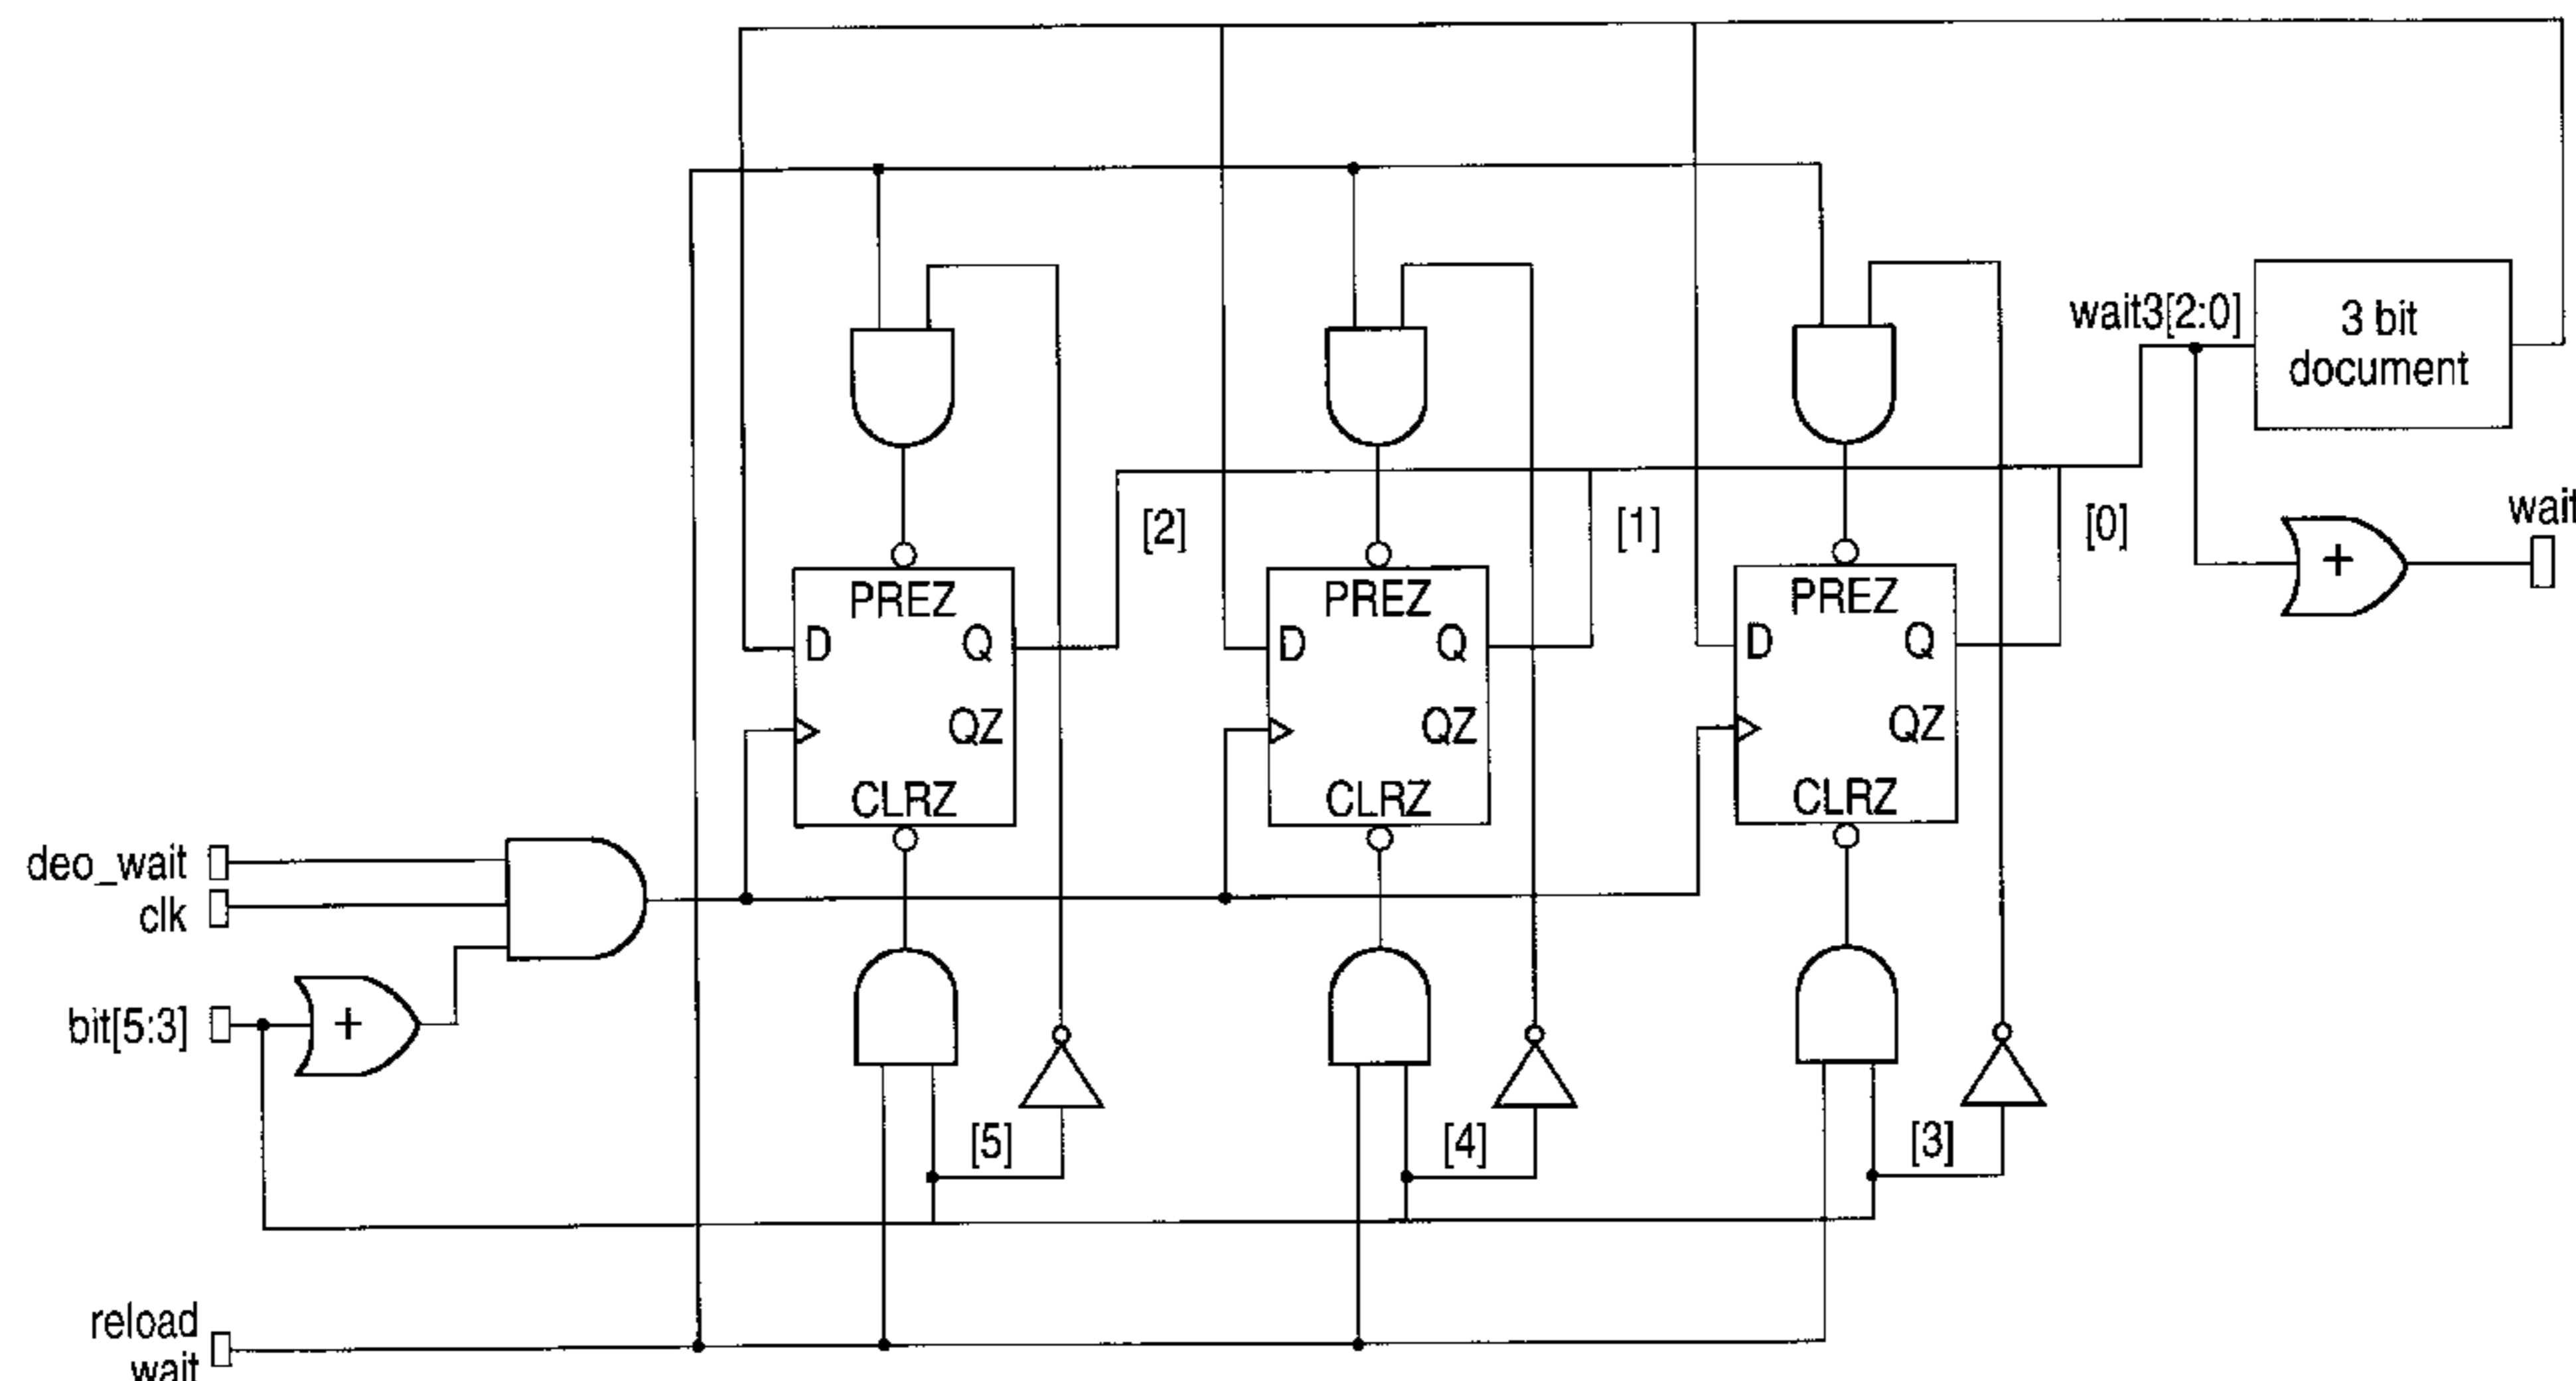 wait3[2:0]
3 bit
document
[2]
[1]
[0]
wait
PREZ
D
Q
QZ
CLRZ
PREZ
D
Q
QZ
CLRZ
PREZ
D
Q
QZ
CLRZ
deo_wait
clk
bit[5:3]
+
+
[5]
[4]
[3]
reload
wait